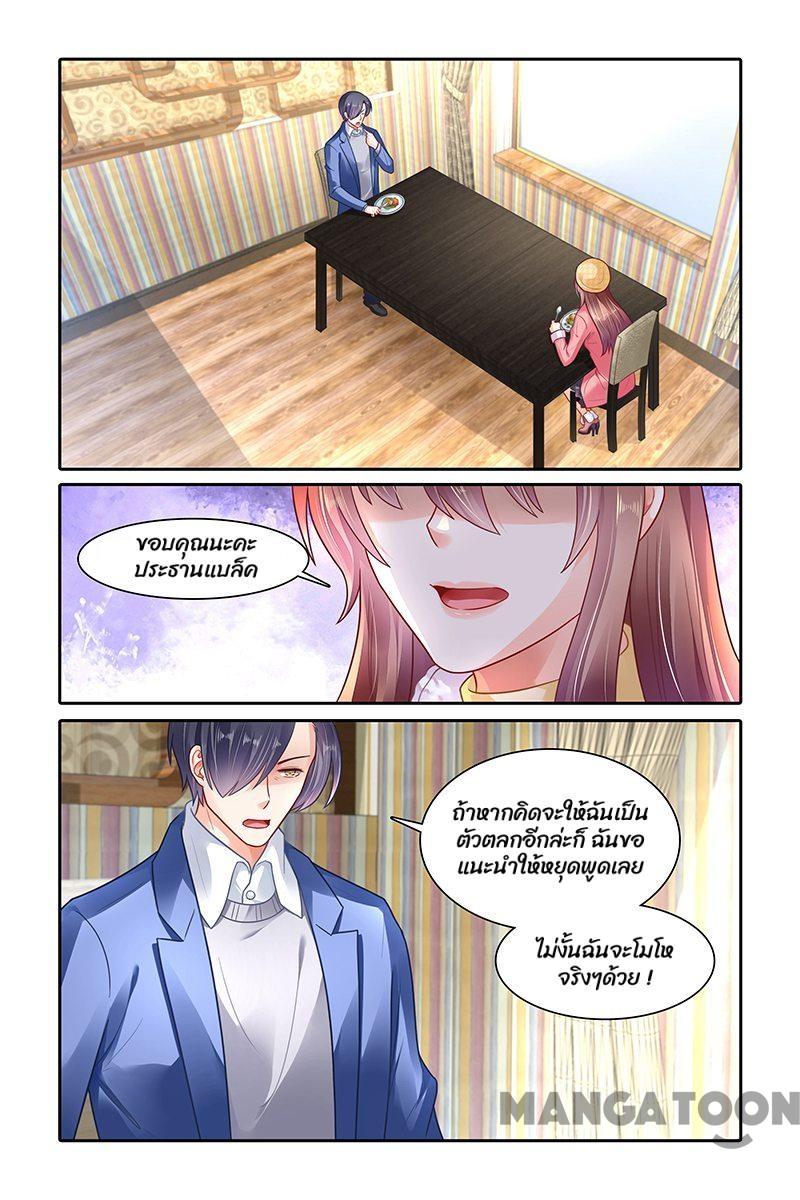 ขอบคุณนะคะ
ประธานแบล็ค
ถ้าหากคิดจะให้ฉันเป็น
ตัวตลกอีกล่ะก็ ฉันขอ
แนะนำให้หยุดพูดเลย
ไม่งั้นฉันจะโมโห
จริงๆด้วย !
MANGATOON